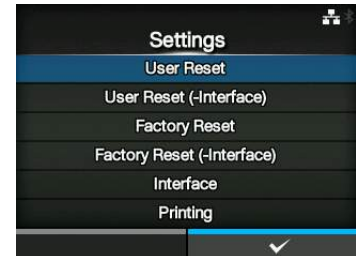 Settings
User Reset
User Reset (-Interface)
Factory Reset
Factory Reset (-Interface)
Interface
Printing